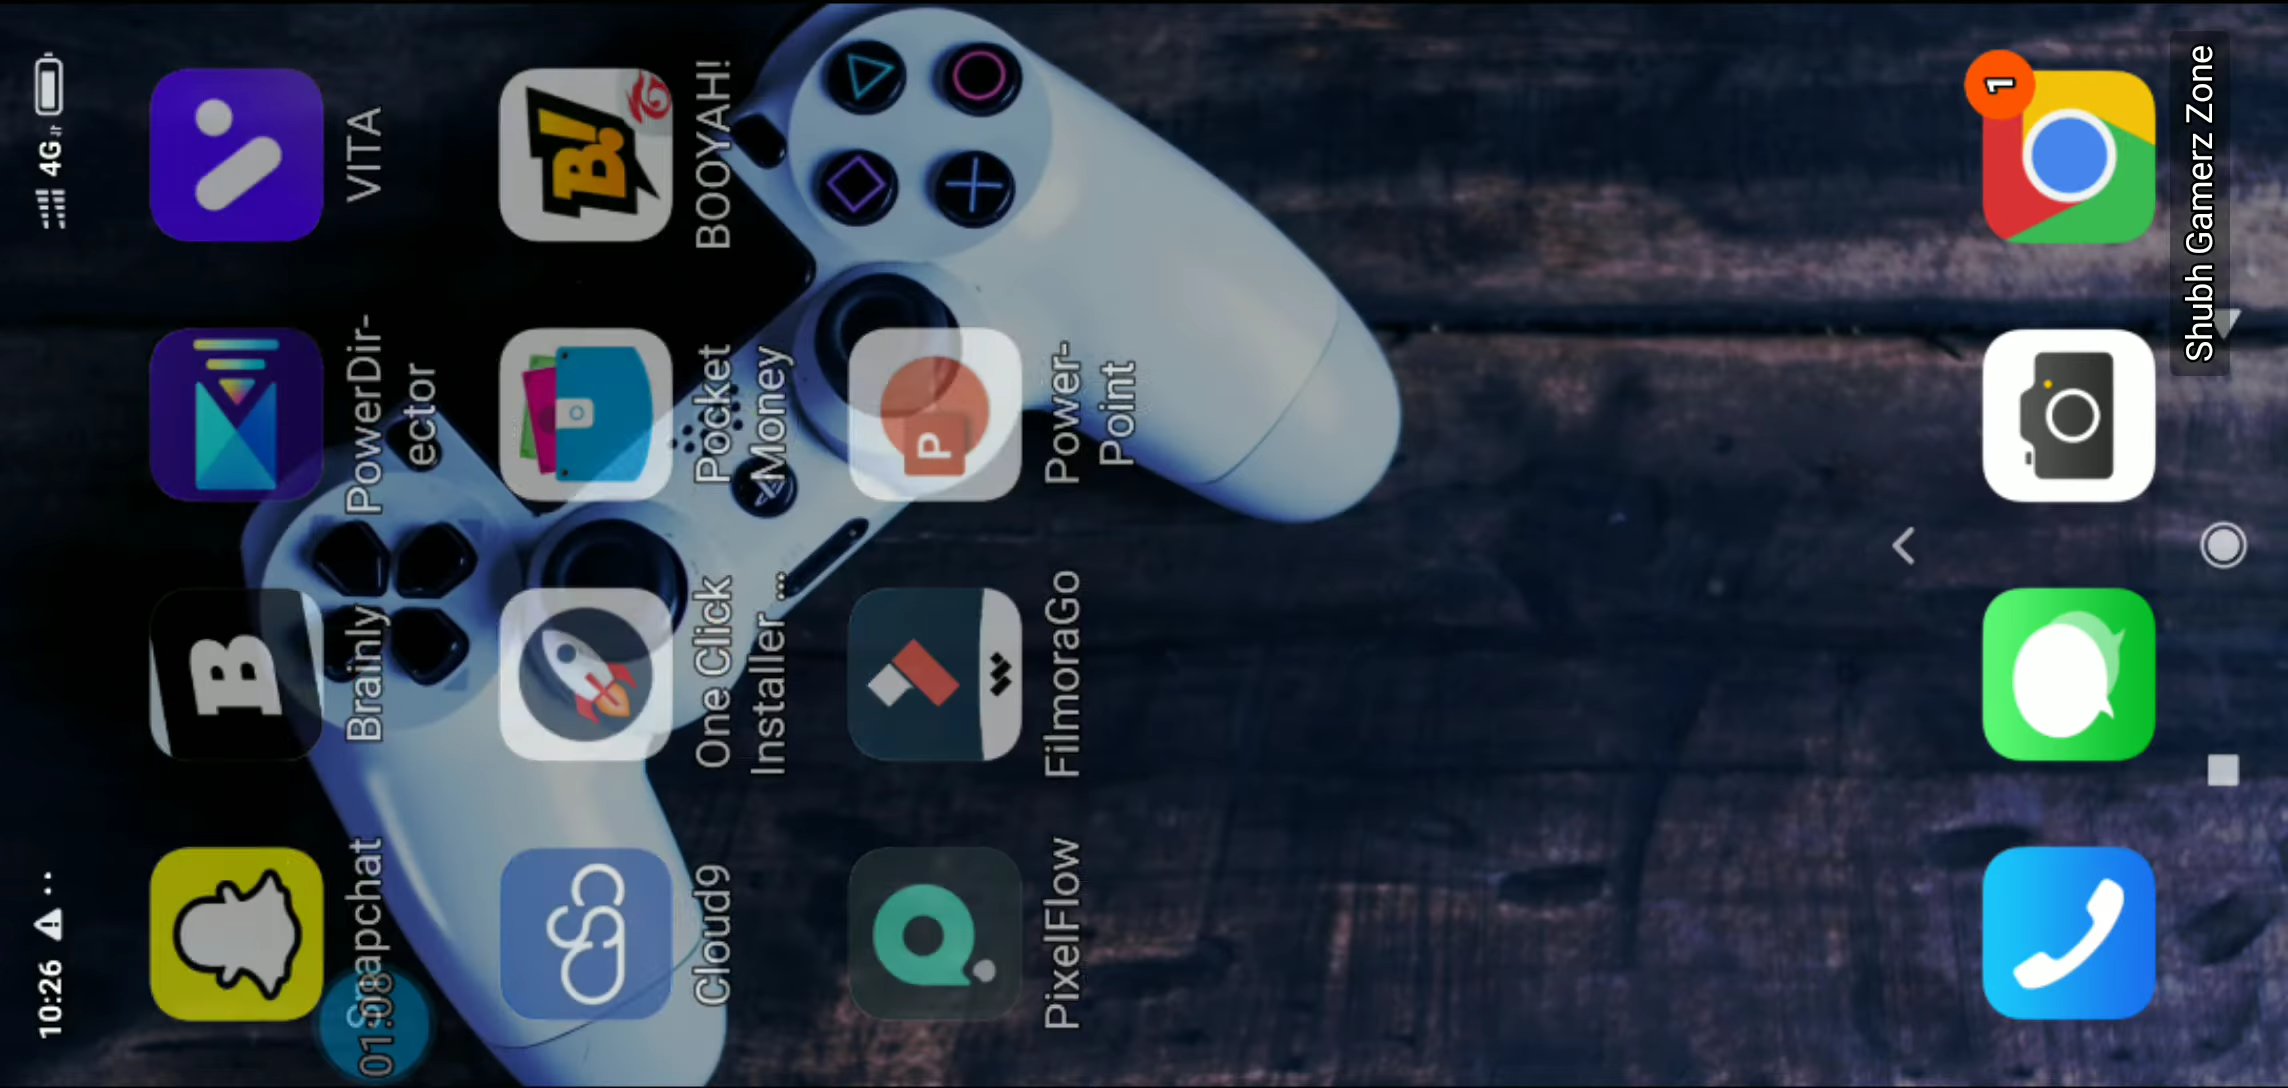 10:26
4G
Snapchat
Brainly
PowerDir-
ector
VITA
01:08
Cloud9
One Click
Installer ...
Pocket
Money
BOOYAH!
B!
PixelFlow
FilmoraGo
Power-
Point
P
B
1
Shubh Gamerz Zone